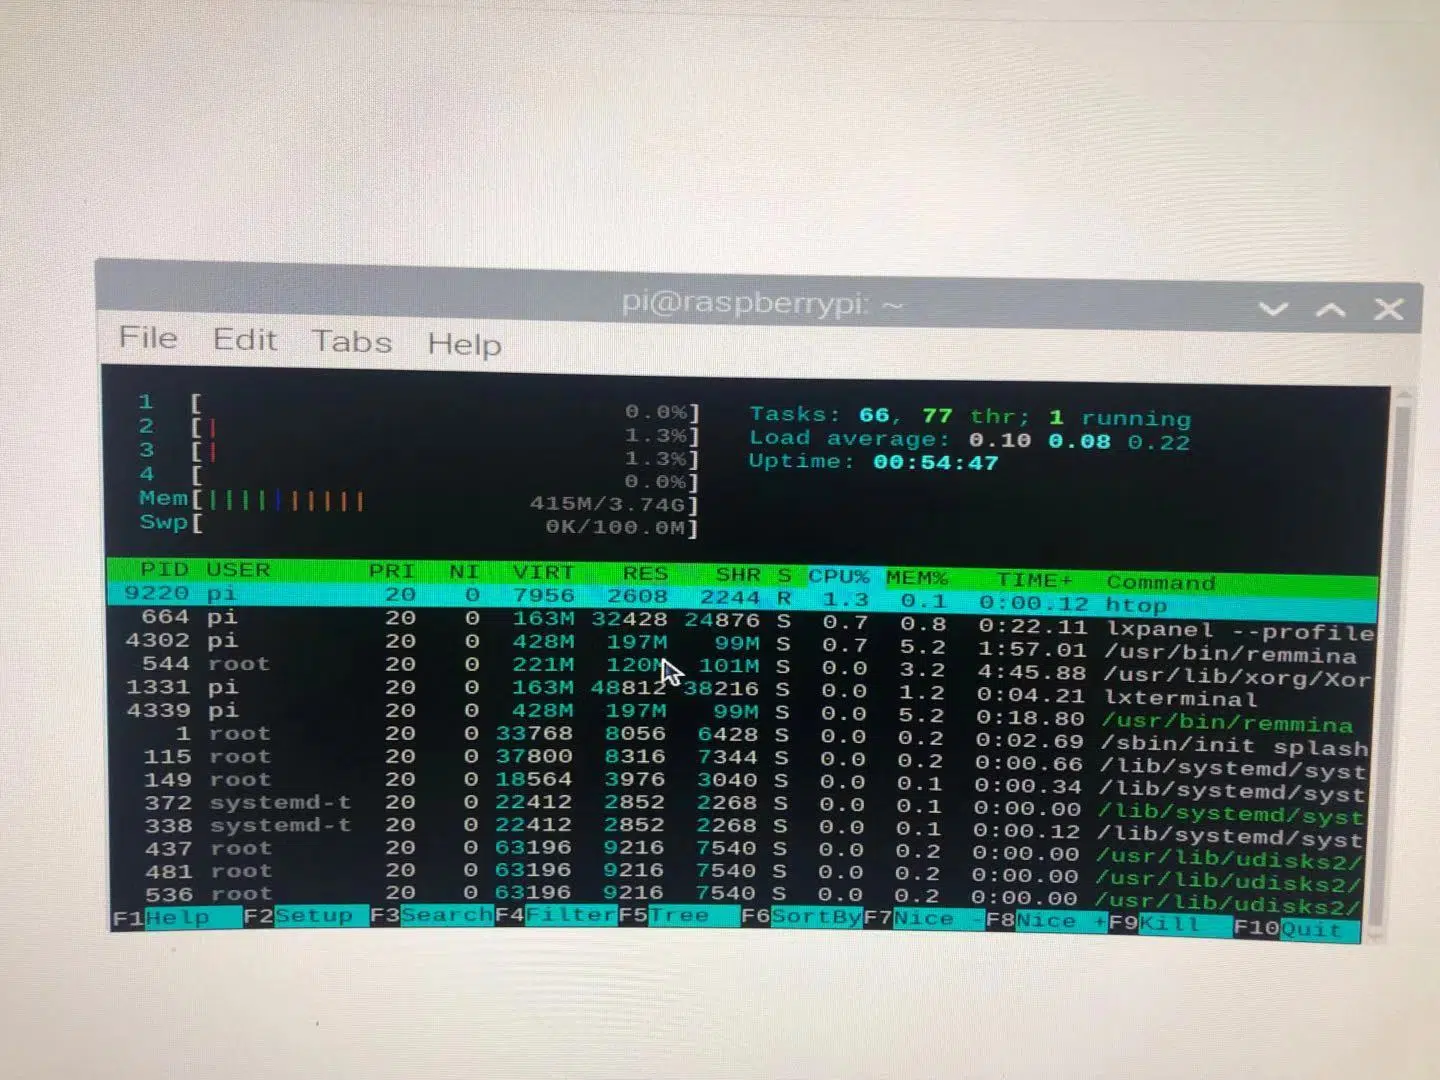 pi@raspberrypi: ~
File Edit Tabs Help
1 [ 0.0%]
2 [| 1.3%]
3 [| 1.3%]
4 [ 0.0%]
Mem[||||||||||| 415M/3.74G]
Swp[ 0K/100.0M]
Tasks: 66, 77 thr; 1 running
Load average: 0.10 0.08 0.22
Uptime: 00:54:47
PID USER PRI NI VIRT RES SHR S CPU% MEM% TIME+ Command
9220 pi 20 0 7956 2608 2244 R 1.3 0.1 0:00.12 htop
664 pi 20 0 163M 32428 24876 S 0.7 0.8 0:22.11 lxpanel --profile
4302 pi 20 0 428M 197M 99M S 0.7 5.2 1:57.01 /usr/bin/remmina
544 root 20 0 221M 120M 101M S 0.0 3.2 4:45.88 /usr/lib/xorg/Xor
1331 pi 20 0 163M 48812 38216 S 0.0 1.2 0:04.21 lxterminal
4339 pi 20 0 428M 197M 99M S 0.0 5.2 0:18.80 /usr/bin/remmina
1 root 20 0 33768 8056 6428 S 0.0 0.2 0:02.69 /sbin/init splash
115 root 20 0 37800 8316 7344 S 0.0 0.2 0:00.66 /lib/systemd/syst
149 root 20 0 18564 3976 3040 S 0.0 0.1 0:00.34 /lib/systemd/syst
372 systemd-t 20 0 22412 2852 2268 S 0.0 0.1 0:00.00 /lib/systemd/syst
338 systemd-t 20 0 22412 2852 2268 S 0.0 0.1 0:00.12 /lib/systemd/syst
437 root 20 0 63196 9216 7540 S 0.0 0.2 0:00.00 /usr/lib/udisks2/
481 root 20 0 63196 9216 7540 S 0.0 0.2 0:00.00 /usr/lib/udisks2/
536 root 20 0 63196 9216 7540 S 0.0 0.2 0:00.00 /usr/lib/udisks2/
F1Help F2Setup F3SearchF4FilterF5Tree F6SortByF7Nice -F8Nice +F9Kill F10Quit